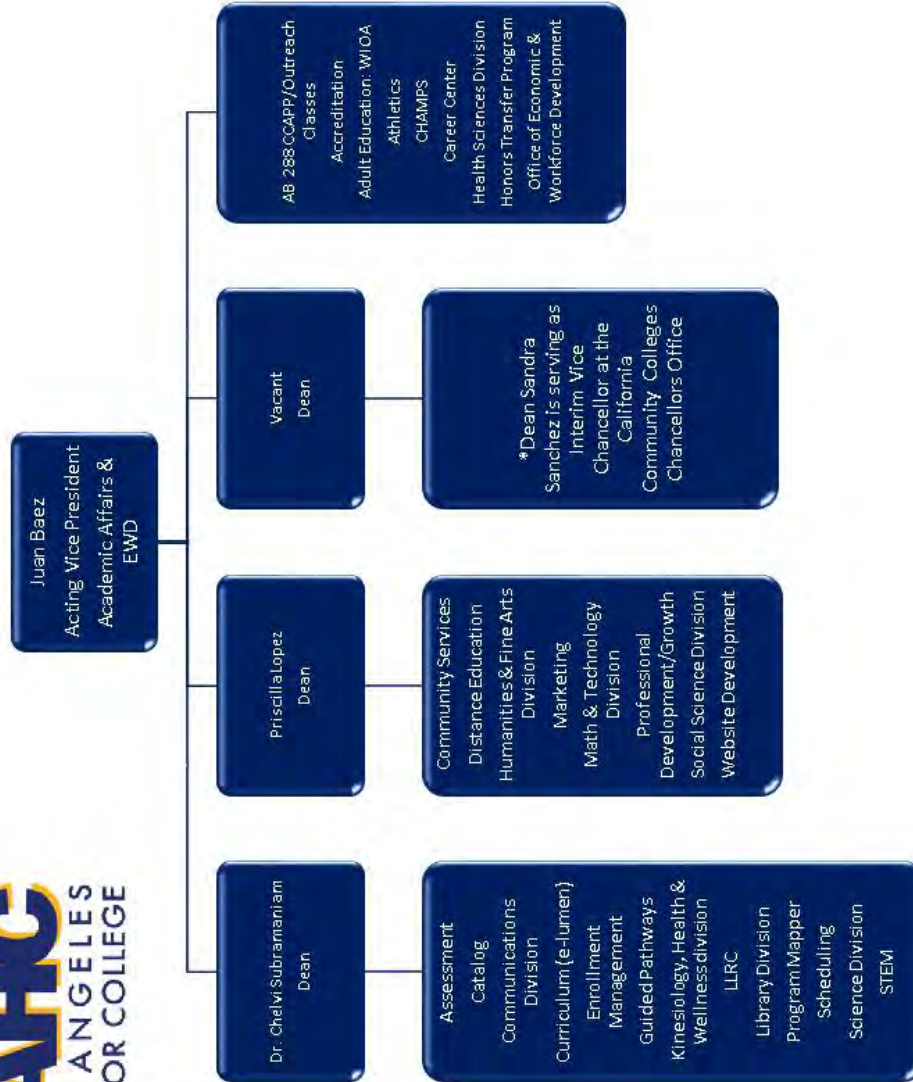 AHC
ANGELES
OR COLLEGE
Juan Baez
Acting Vice President
Academic Affairs &
EWD
Dr. Chelvi Subramaniam
Dean
Priscilla Lopez
Dean
Vacant
Dean
AB 288 CCAPP/Outreach
Classes
Accreditation
Adult Education: WIOA
Athletics
CHAMPS
Career Center
Health Sciences Division
Honors Transfer Program
Office of Economic &
Workforce Development
Assessment
Catalog
Communications
Division
Curriculum (e-lumen)
Enrollment
Management
Guided Pathways
Kinesiology, Health &
Wellness division
LLRC
Library Division
Program Mapper
Scheduling
Science Division
STEM
Community Services
Distance Education
Humanities & Fine Arts
Division
Marketing
Math & Technology
Division
Professional
Development/Growth
Social Science Division
Website Development
*Dean Sandra
Sanchez is serving as
Interim Vice
Chancellor at the
California
Community Colleges
Chancellors Office